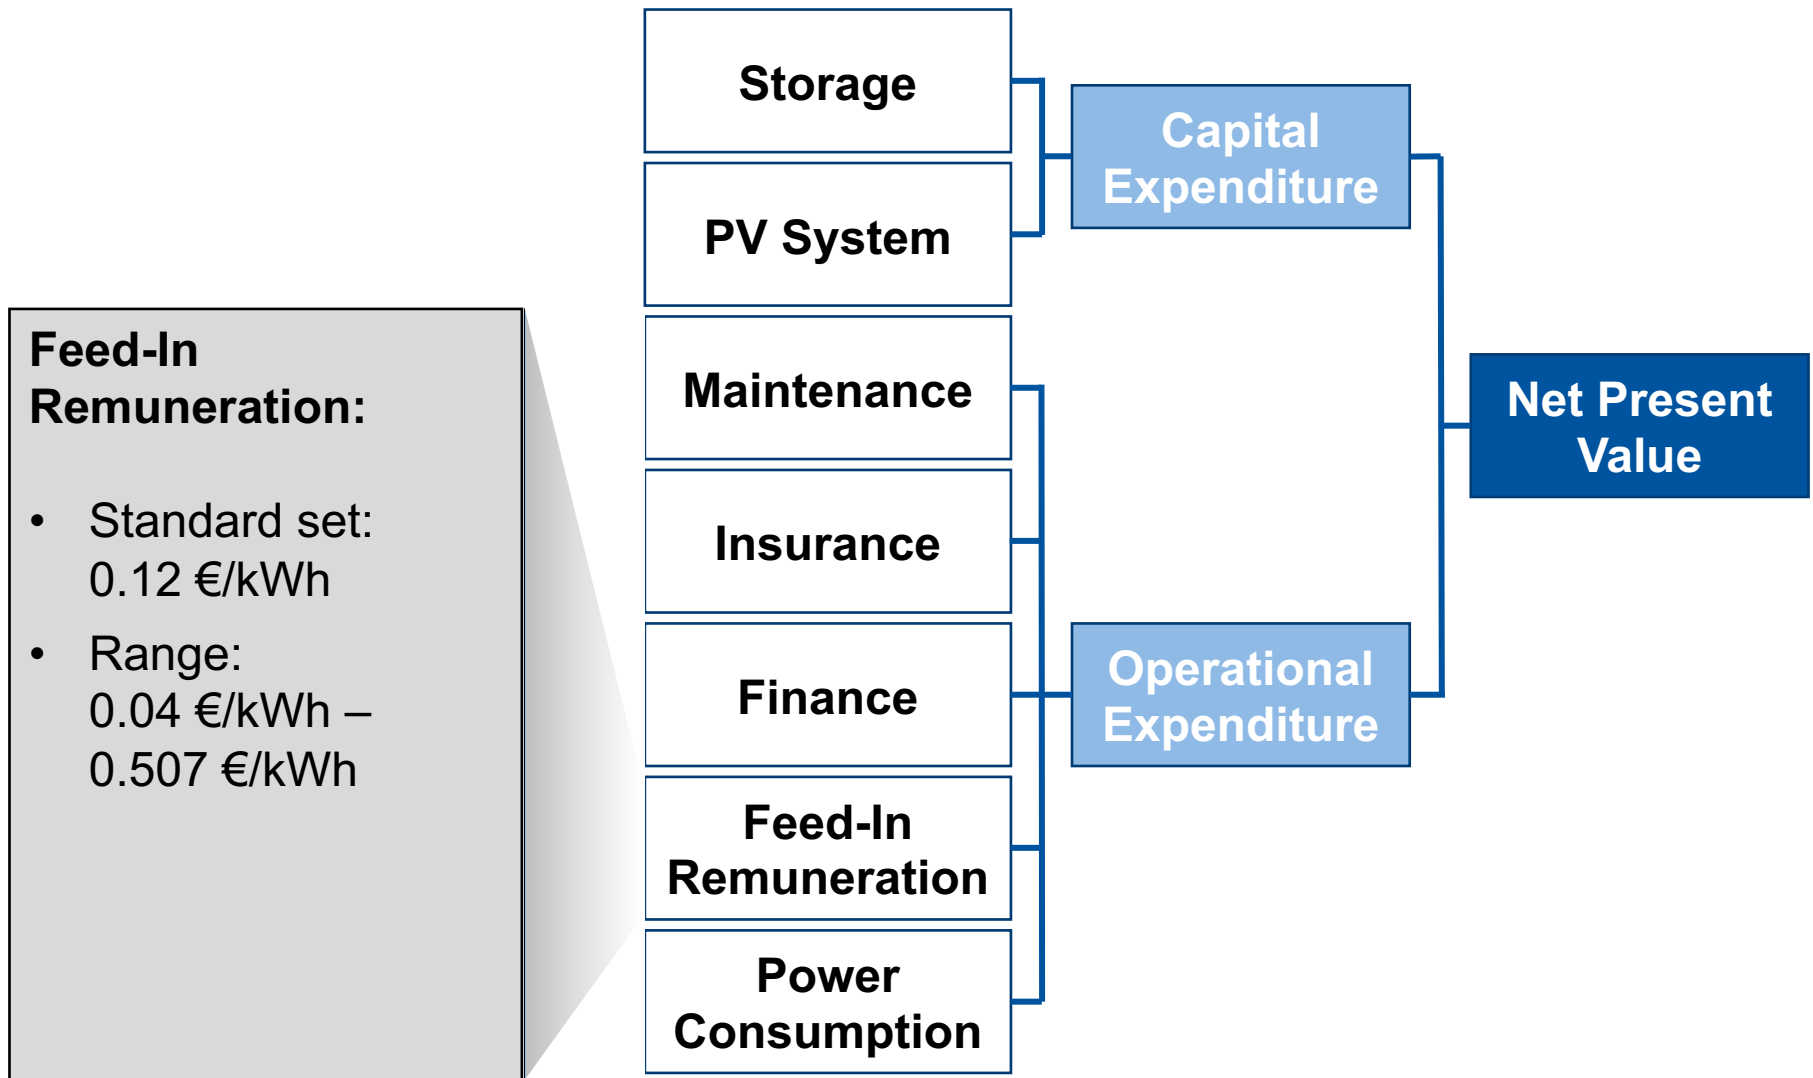 Storage
PV System
Maintenance
Insurance
Finance
Feed-In
Remuneration
Power
Consumption
Capital
Expenditure
Operational
Expenditure
Net Present
Value
Feed-In
Remuneration:
• Standard set:
0.12 €/kWh
• Range:
0.04 €/kWh –
0.507 €/kWh